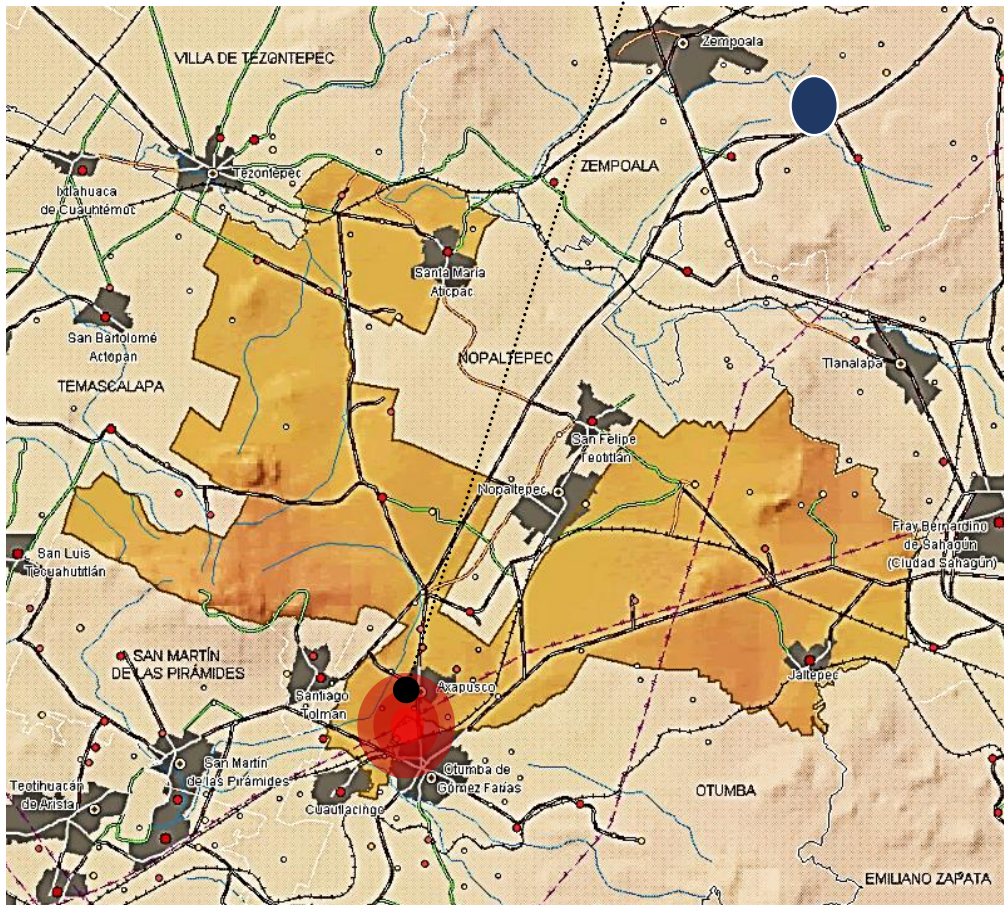 Zempoala
VILLA DE TEZONTEPEC
ZEMPOALA
Tezontepec
Ixtlahuaca
de Cuauhtémoc
Santa María
Aticpac
San Bartolomé
Actopan
NOPALTEPEC
Tlanalapa
TEMASCALAPA
San Felipe
Teotitlán
Nopaltepec
Fray Bernardino
de Sahagún
(Ciudad Sahagún)
San Luis
Tecuahutitlán
SAN MARTÍN
DE LAS PIRÁMIDES
Santiago
Tolman
Axapusco
Jaltepec
San Martín
de las Pirámides
Otumba de
Gómez Farías
Teotihuacán
de Arista
Cuautlacingo
OTUMBA
EMILIANO ZAPATA